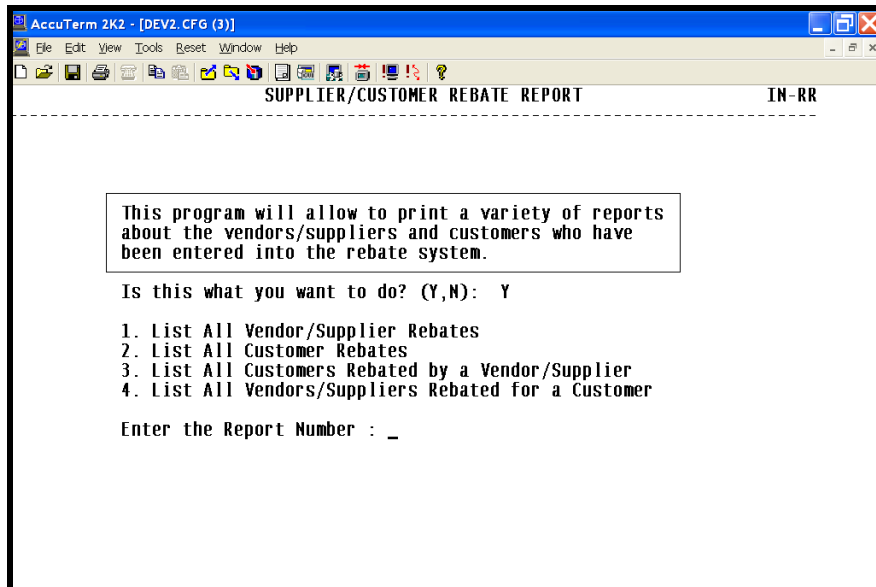 AccuTerm 2K2 - [DEV2.CFG (3)]
File Edit View Tools Reset Window Help
SUPPLIER/CUSTOMER REBATE REPORT IN-RR
This program will allow to print a variety of reports
about the vendors/suppliers and customers who have
been entered into the rebate system.
Is this what you want to do? (Y,N): Y
1. List All Vendor/Supplier Rebates
2. List All Customer Rebates
3. List All Customers Rebated by a Vendor/Supplier
4. List All Vendors/Suppliers Rebated for a Customer
Enter the Report Number : _